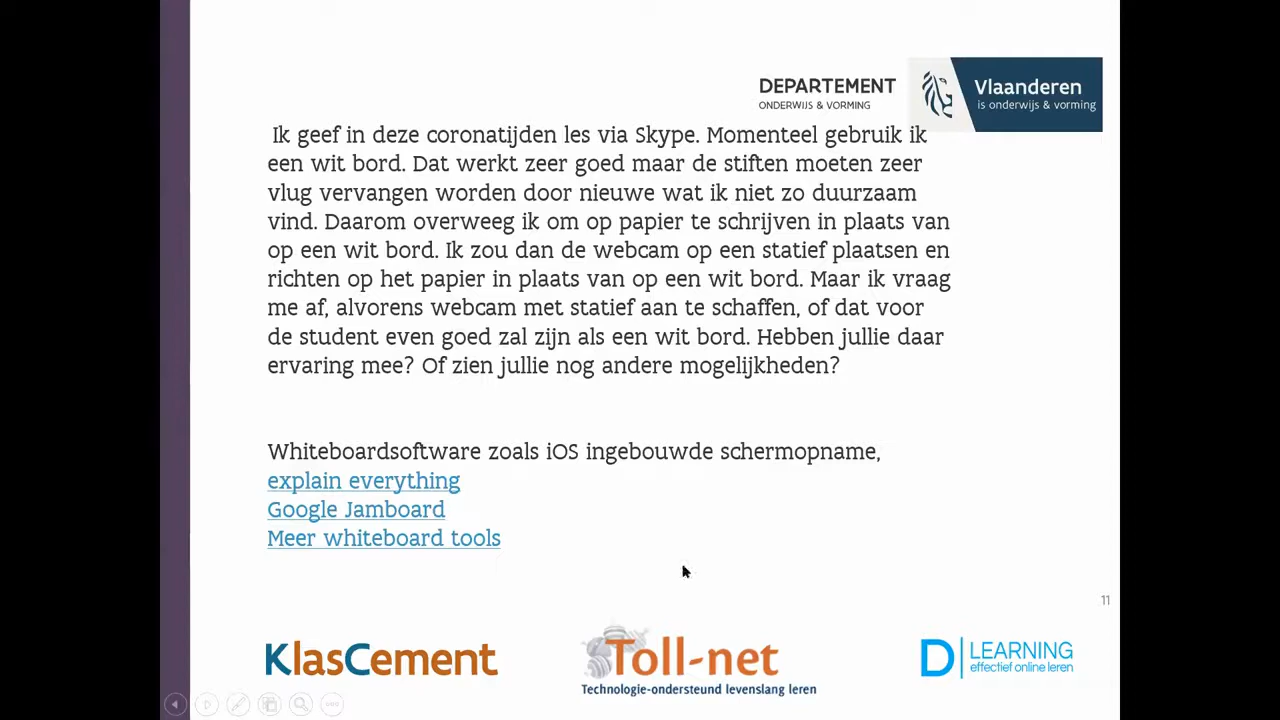 DEPARTEMENT
ONDERWIJS & VORMING
Vlaanderen
is onderwijs & vorming
Ik geef in deze coronatijden les via Skype. Momenteel gebruik ik
een wit bord. Dat werkt zeer goed maar de stiften moeten zeer
vlug vervangen worden door nieuwe wat ik niet zo duurzaam
vind. Daarom overweeg ik om op papier te schrijven in plaats van
op een wit bord. Ik zou dan de webcam op een statief plaatsen en
richten op het papier in plaats van op een wit bord. Maar ik vraag
me af, alvorens webcam met statief aan te schaffen, of dat voor
de student even goed zal zijn als een wit bord. Hebben jullie daar
ervaring mee? Of zien jullie nog andere mogelijkheden?
Whiteboardsoftware zoals iOS ingebouwde schermopname,
explain everything
Google Jamboard
Meer whiteboard tools
11
KlasCement
Toll-net
Technologie-ondersteund levenslang leren
D LEARNING
effectief online leren